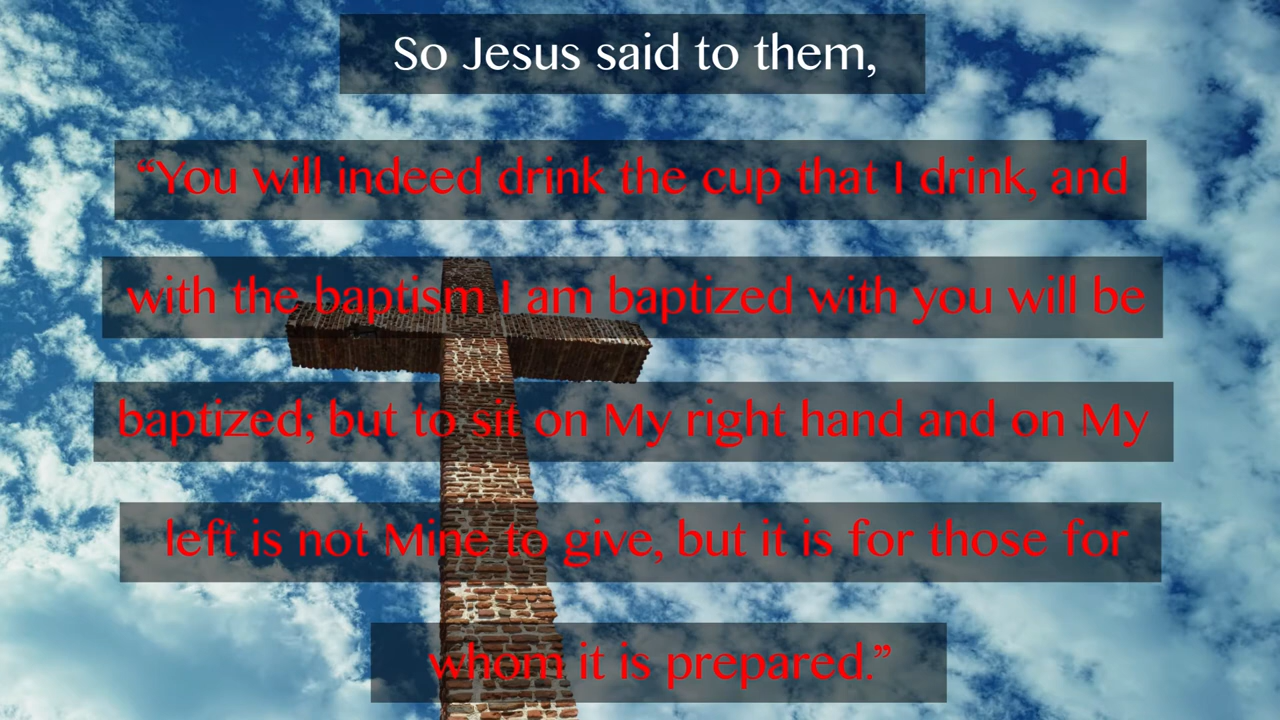 So Jesus said to them,
“You will indeed drink the cup that I drink, and
with the baptism I am baptized with you will be
baptized; but to sit on My right hand and on My
left is not Mine to give, but it is for those for
whom it is prepared.”